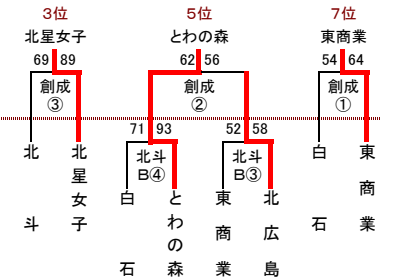 3位 5位 7位
北星女子 とわの森 東商業
69 89 62 56 54 64
創成 創成 創成
③ ② ①
71 93 52 58
北斗 北斗
B④ B③
北斗
北星女子
白石
とわの森
東商業
北広島
白石
東商業